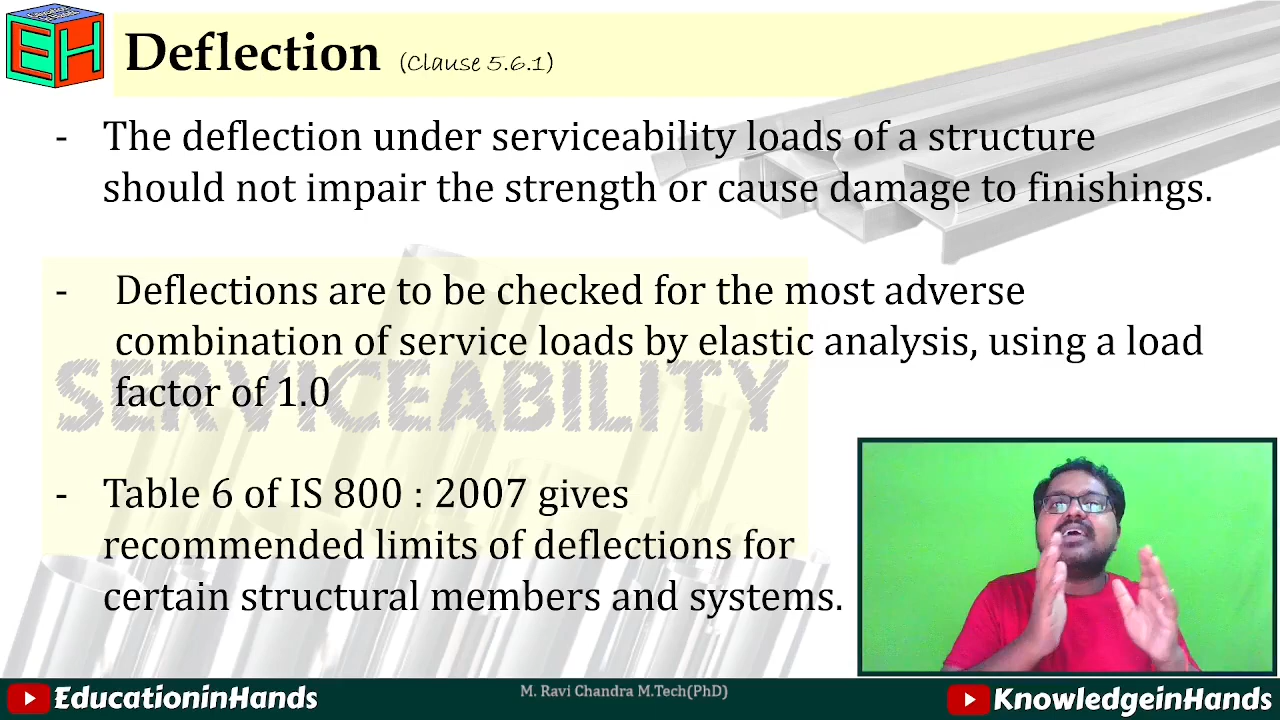 EH
Deflection (Clause 5.6.1)
- The deflection under serviceability loads of a structure
should not impair the strength or cause damage to finishings.
- Deflections are to be checked for the most adverse
combination of service loads by elastic analysis, using a load
factor of 1.0
SERVICEABILITY
- Table 6 of IS 800 : 2007 gives
recommended limits of deflections for
certain structural members and systems.
EducationinHands
M. Ravi Chandra M.Tech(PhD)
KnowledgeinHands